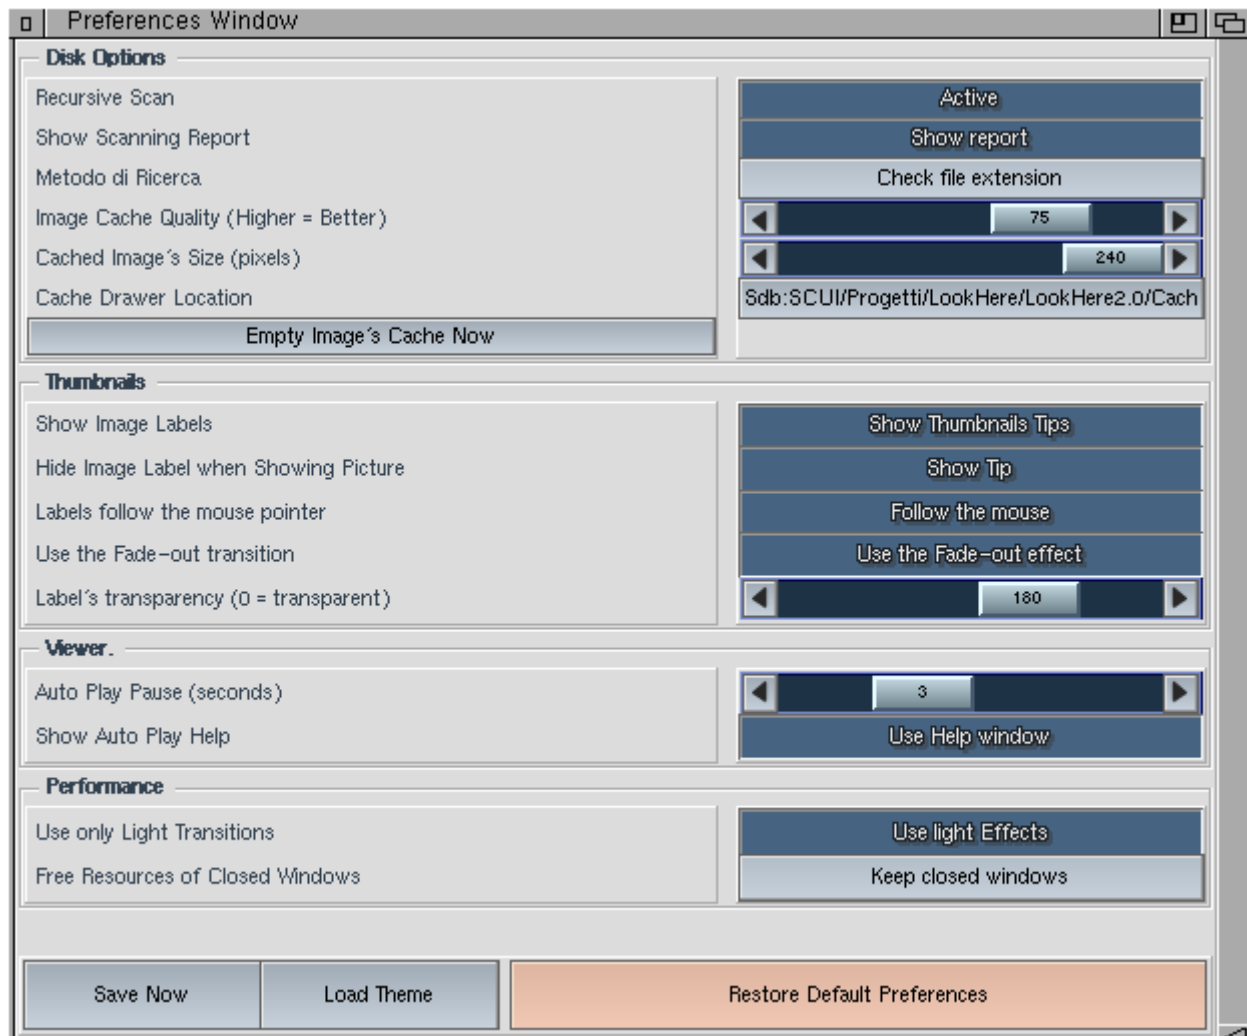 Preferences Window
Disk Options
Recursive Scan Active
Show Scanning Report Show report
Metodo di Ricerca Check file extension
Image Cache Quality (Higher = Better) 75
Cached Image's Size (pixels) 240
Cache Drawer Location Sdb:SCUI/Progetti/LookHere/LookHere2.0/Cach
Empty Image's Cache Now
Thumbnails
Show Image Labels Show Thumbnails Tips
Hide Image Label when Showing Picture Show Tip
Labels follow the mouse pointer Follow the mouse
Use the Fade-out transition Use the Fade-out effect
Label's transparency (0 = transparent) 180
Viewer.
Auto Play Pause (seconds) 3
Show Auto Play Help Use Help window
Performance
Use only Light Transitions Use light Effects
Free Resources of Closed Windows Keep closed windows
Save Now Load Theme Restore Default Preferences